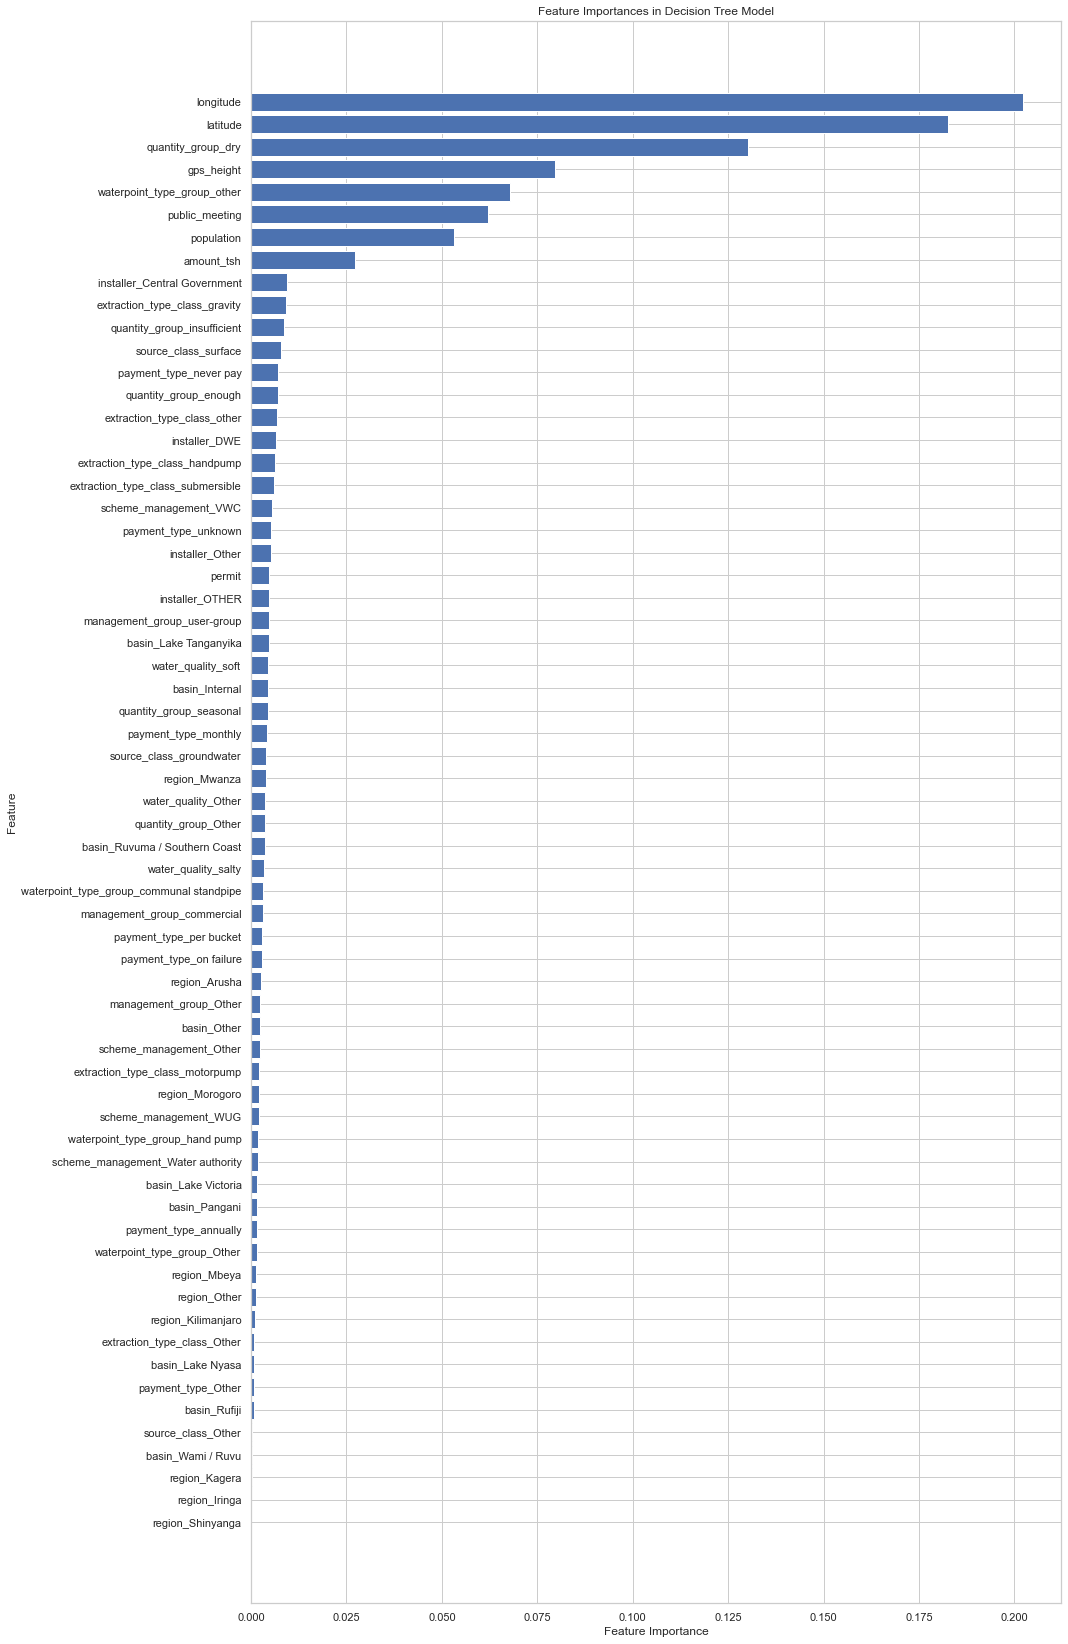 Feature Importances in Decision Tree Model
longitude
latitude
quantity_group_dry
gps_height
waterpoint_type_group_other
public_meeting
population
amount_tsh
installer_Central Government
extraction_type_class_gravity
quantity_group_insufficient
source_class_surface
payment_type_never pay
quantity_group_enough
extraction_type_class_other
installer_DWE
extraction_type_class_handpump
extraction_type_class_submersible
scheme_management_VWC
payment_type_unknown
installer_Other
permit
installer_OTHER
management_group_user-group
basin_Lake Tanganyika
water_quality_soft
basin_Internal
quantity_group_seasonal
payment_type_monthly
source_class_groundwater
region_Mwanza
water_quality_Other
quantity_group_Other
basin_Ruvuma / Southern Coast
water_quality_salty
waterpoint_type_group_communal standpipe
management_group_commercial
payment_type_per bucket
payment_type_on failure
region_Arusha
management_group_Other
basin_Other
scheme_management_Other
extraction_type_class_motorpump
region_Morogoro
scheme_management_WUG
waterpoint_type_group_hand pump
scheme_management_Water authority
basin_Lake Victoria
basin_Pangani
payment_type_annually
waterpoint_type_group_Other
region_Mbeya
region_Other
region_Kilimanjaro
extraction_type_class_Other
basin_Lake Nyasa
payment_type_Other
basin_Rufiji
source_class_Other
basin_Wami / Ruvu
region_Kagera
region_Iringa
region_Shinyanga
Feature
0.000 0.025 0.050 0.075 0.100 0.125 0.150 0.175 0.200
Feature Importance